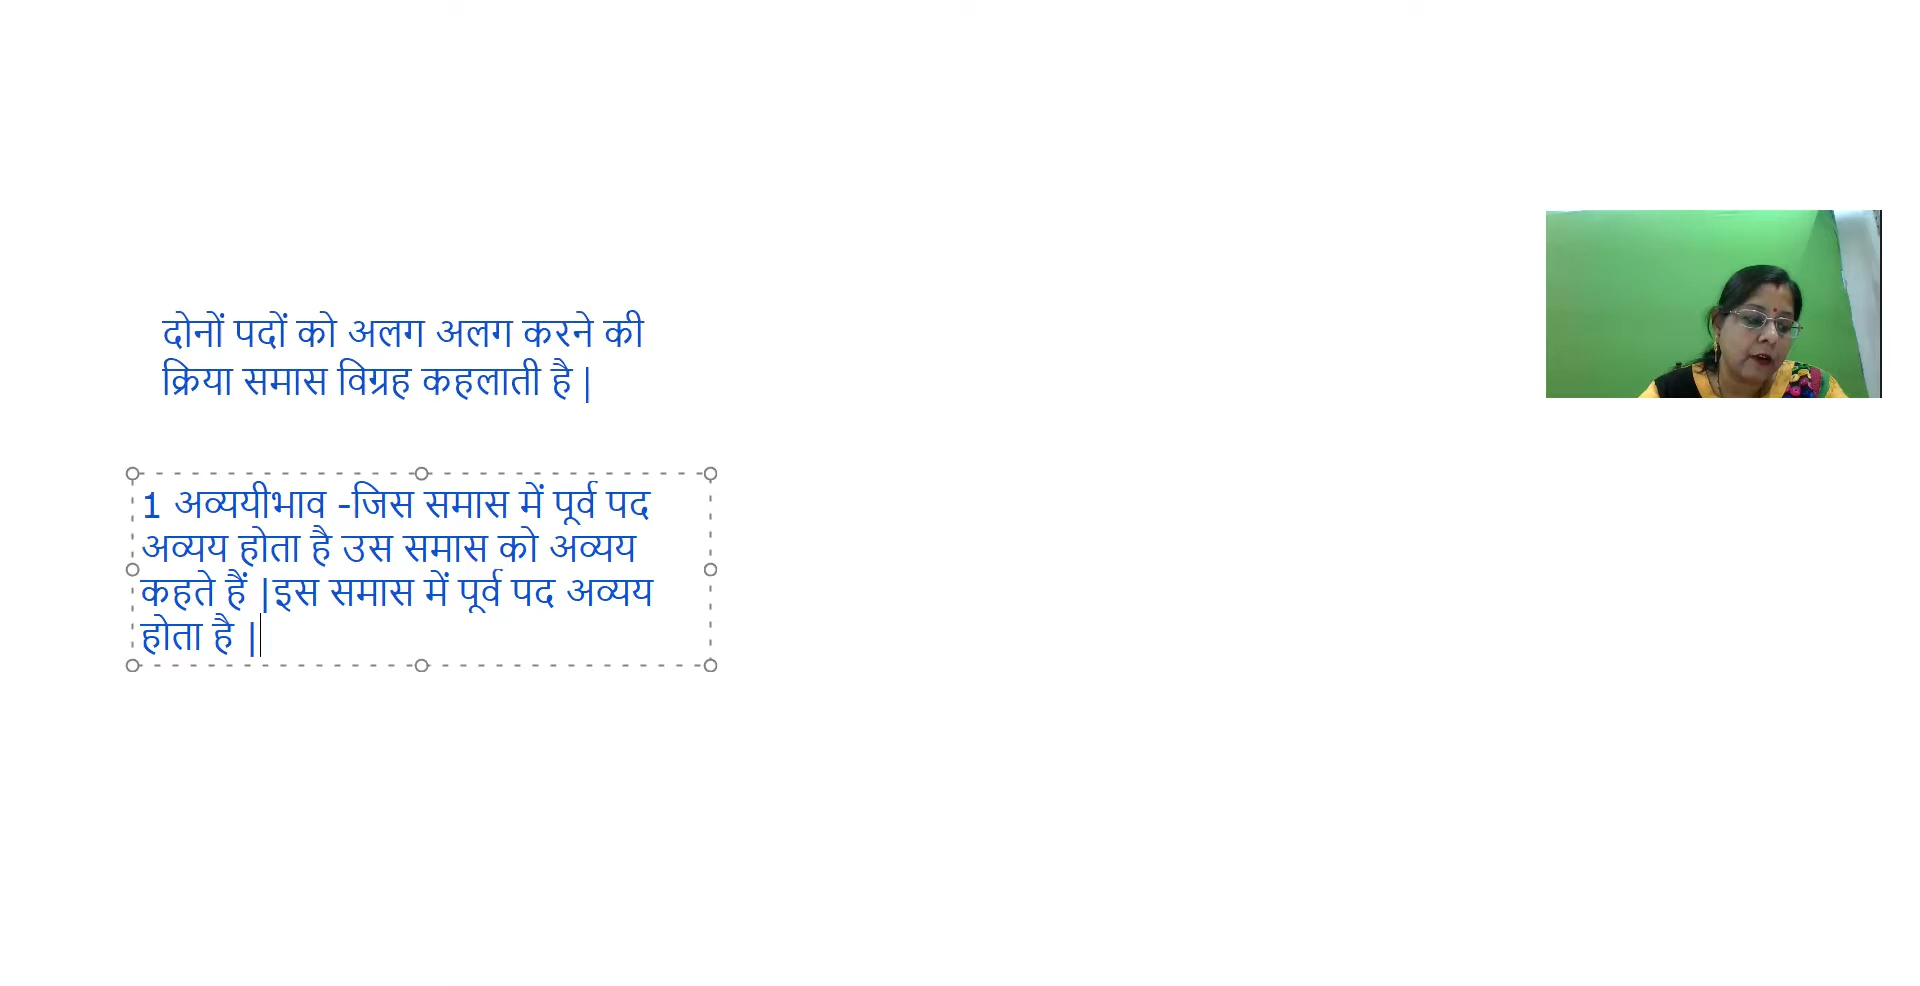 दोनों पदों को अलग अलग करने की
क्रिया समास विग्रह कहलाती है |
1 अव्ययीभाव -जिस समास में पूर्व पद
अव्यय होता है उस समास को अव्यय
कहते हैं |इस समास में पूर्व पद अव्यय
होता है |